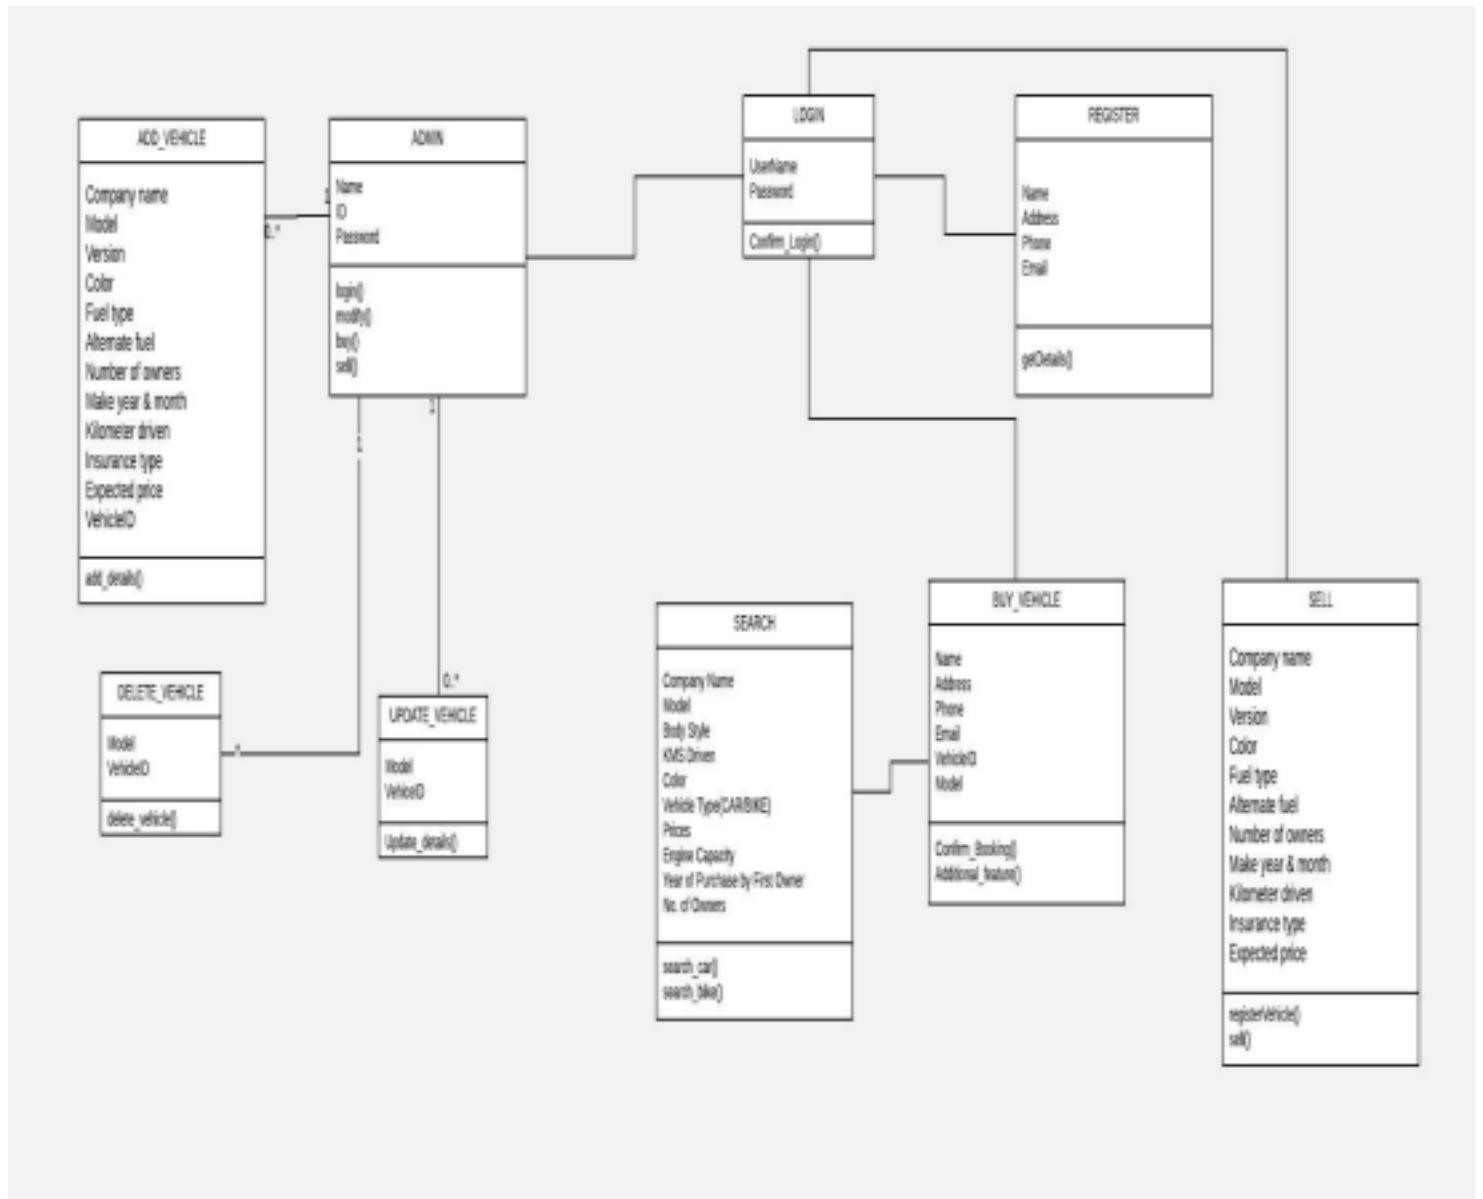 ADD_VEHICLE
Company name
Model
Version
Color
Fuel type
Alternate fuel
Number of owners
Make year & month
Kilometer driven
Insurance type
Expected price
VehicleID
add_details()
0..*
1
ADMIN
Name
ID
Password
login()
modify()
buy()
sell()
LOGIN
UserName
Password
Confirm_Login()
REGISTER
Name
Address
Phone
Email
getDetails()
1
0..*
*
DELETE_VEHICLE
Model
VehicleID
delete_vehicle()
UPDATE_VEHICLE
Model
VehiceID
Update_details()
SEARCH
Company Name
Model
Body Style
KMS Driven
Color
Vehicle Type(CAR/BIKE)
Prices
Engine Capacity
Year of Purchase by First Owner
No. of Owners
search_car()
search_bike()
BUY_VEHICLE
Name
Address
Phone
Email
VehicleID
Model
Confirm_Booking()
Additional_feature()
SELL
Company name
Model
Version
Color
Fuel type
Alternate fuel
Number of owners
Make year & month
Kilometer driven
Insurance type
Expected price
registerVehicle()
sell()